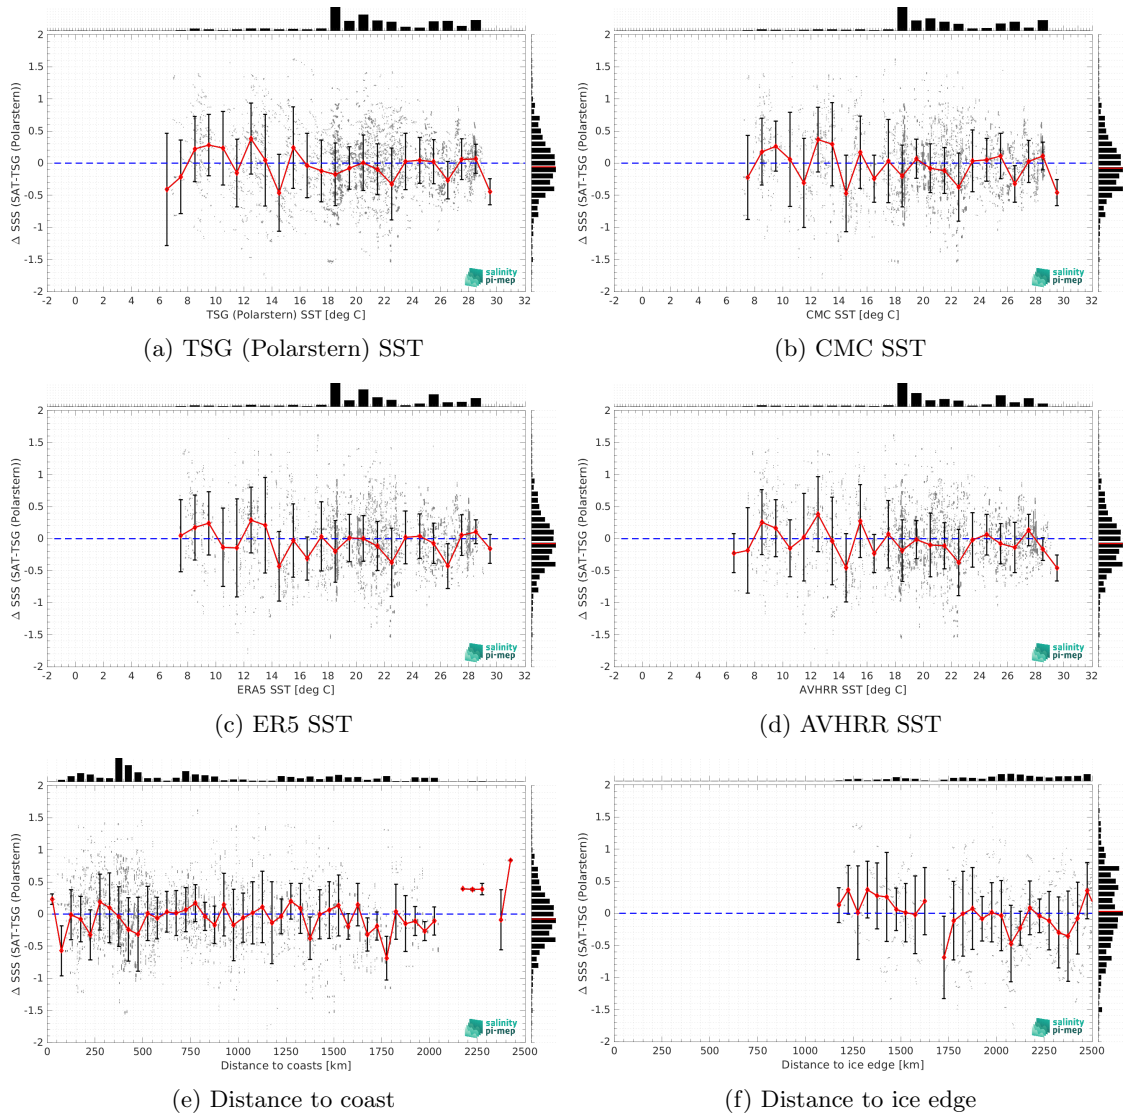 2
1.5
1
0.5
0
-0.5
-1
-1.5
-2
Δ SSS (SAT-TSG (Polarstern))
salinity
pi-mep
-2 0 2 4 6 8 10 12 14 16 18 20 22 24 26 28 30 32
TSG (Polarstern) SST [deg C]
(a) TSG (Polarstern) SST
2
1.5
1
0.5
0
-0.5
-1
-1.5
-2
Δ SSS (SAT-TSG (Polarstern))
salinity
pi-mep
-2 0 2 4 6 8 10 12 14 16 18 20 22 24 26 28 30 32
CMC SST [deg C]
(b) CMC SST
2
1.5
1
0.5
0
-0.5
-1
-1.5
-2
Δ SSS (SAT-TSG (Polarstern))
salinity
pi-mep
-2 0 2 4 6 8 10 12 14 16 18 20 22 24 26 28 30 32
ERA5 SST [deg C]
(c) ER5 SST
2
1.5
1
0.5
0
-0.5
-1
-1.5
-2
Δ SSS (SAT-TSG (Polarstern))
salinity
pi-mep
-2 0 2 4 6 8 10 12 14 16 18 20 22 24 26 28 30 32
AVHRR SST [deg C]
(d) AVHRR SST
2
1.5
1
0.5
0
-0.5
-1
-1.5
-2
Δ SSS (SAT-TSG (Polarstern))
salinity
pi-mep
0 250 500 750 1000 1250 1500 1750 2000 2250 2500
Distance to coasts [km]
(e) Distance to coast
2
1.5
1
0.5
0
-0.5
-1
-1.5
-2
Δ SSS (SAT-TSG (Polarstern))
salinity
pi-mep
0 250 500 750 1000 1250 1500 1750 2000 2250 2500
Distance to ice edge [km]
(f) Distance to ice edge